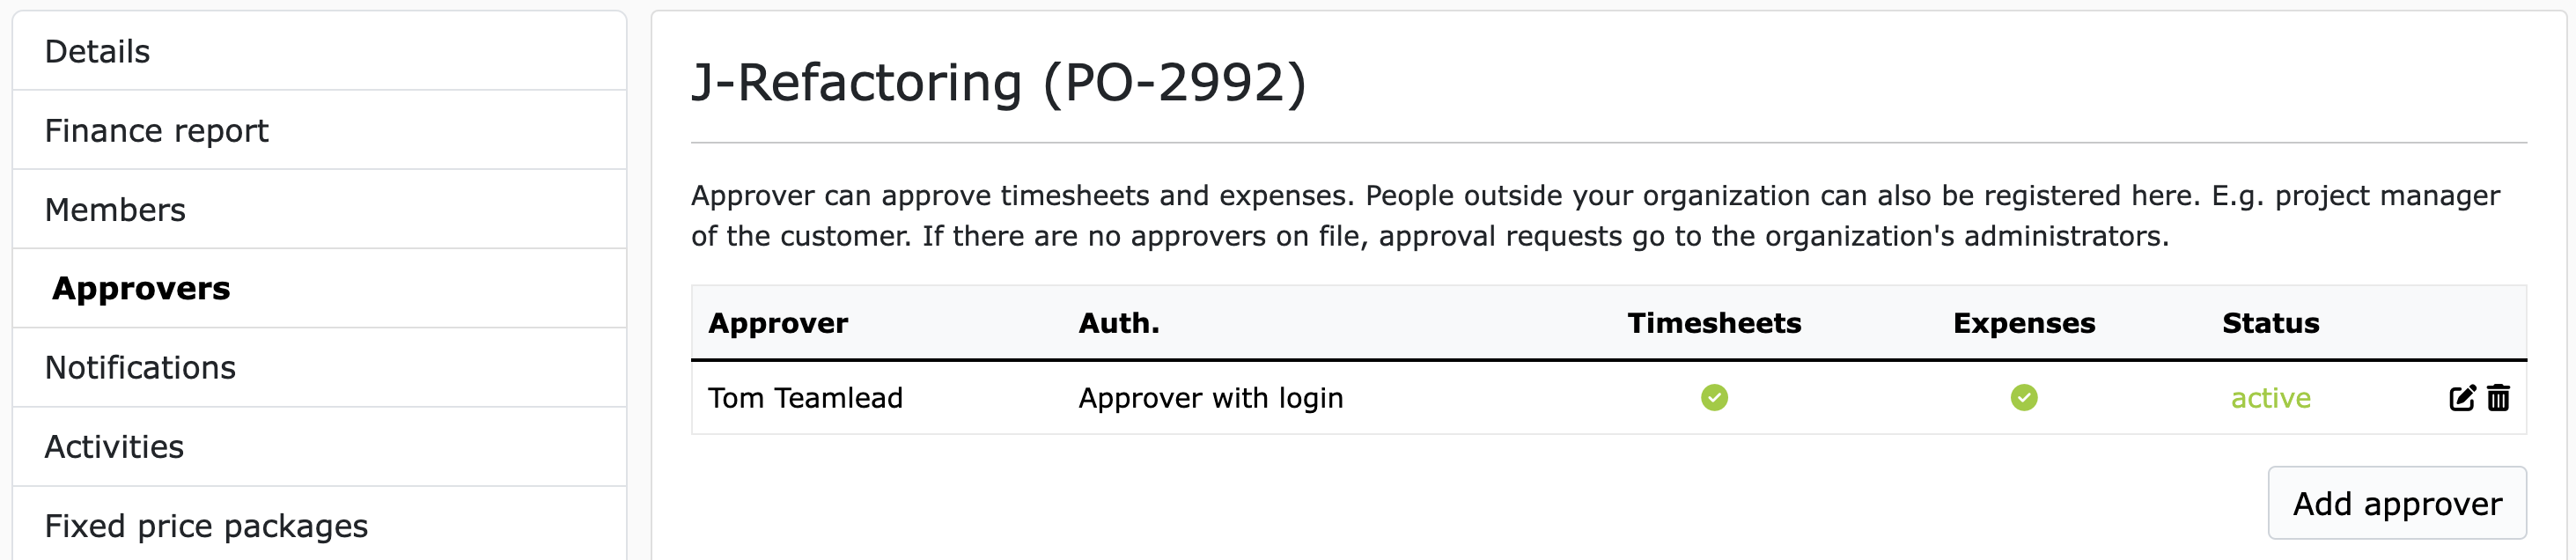 Details
Finance report
Members
Approvers
Notifications
Activities
Fixed price packages
J-Refactoring (PO-2992)
Approver can approve timesheets and expenses. People outside your organization can also be registered here. E.g. project manager
of the customer. If there are no approvers on file, approval requests go to the organization's administrators.
Approver Auth. Timesheets Expenses Status
Tom Teamlead Approver with login active
Add approver